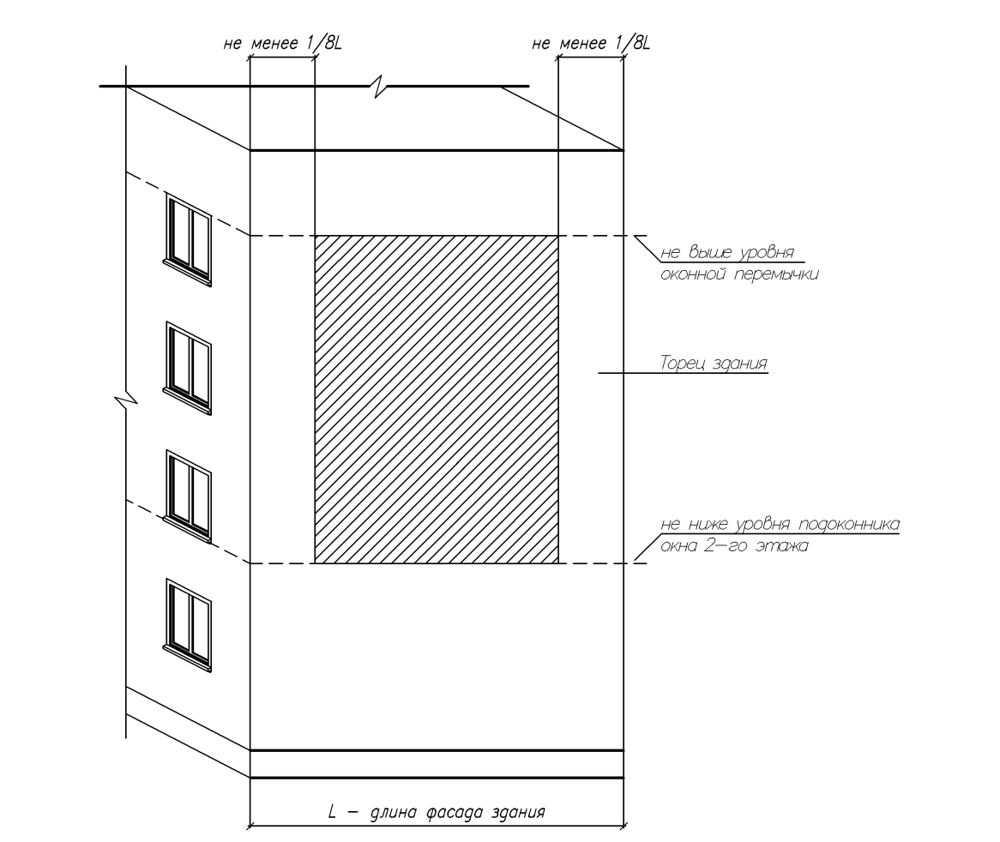 не менее 1/8L
не менее 1/8L
не выше уровня
оконной перемычки
Торец здания
не ниже уровня подоконника
окна 2-го этажа
L – длина фасада здания